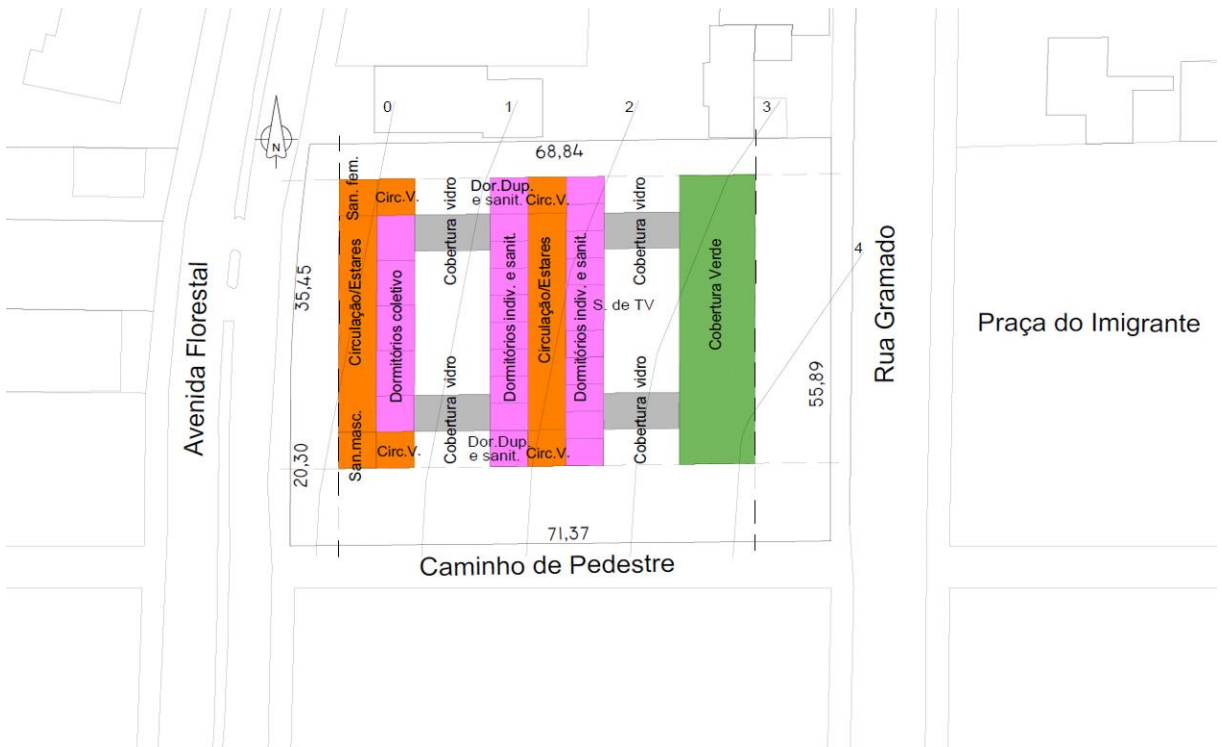 0
1
2
3
N
68,84
San. fem.
Circ.V.
Cobertura vidro
Dor.Dup.
e sanit.
Circ.V.
Cobertura vidro
4
35,45
Avenida Florestal
Circulação/Estares
Dormitórios coletivo
Dormitórios indiv. e sanit.
Circulação/Estares
Dormitórios indiv. e sanit.
S. de TV
Cobertura Verde
Rua Gramado
Praça do Imigrante
55,89
20,30
San.masc.
Circ.V.
Cobertura vidro
Dor.Dup.
e sanit.
Circ.V.
Cobertura vidro
71,37
Caminho de Pedestre